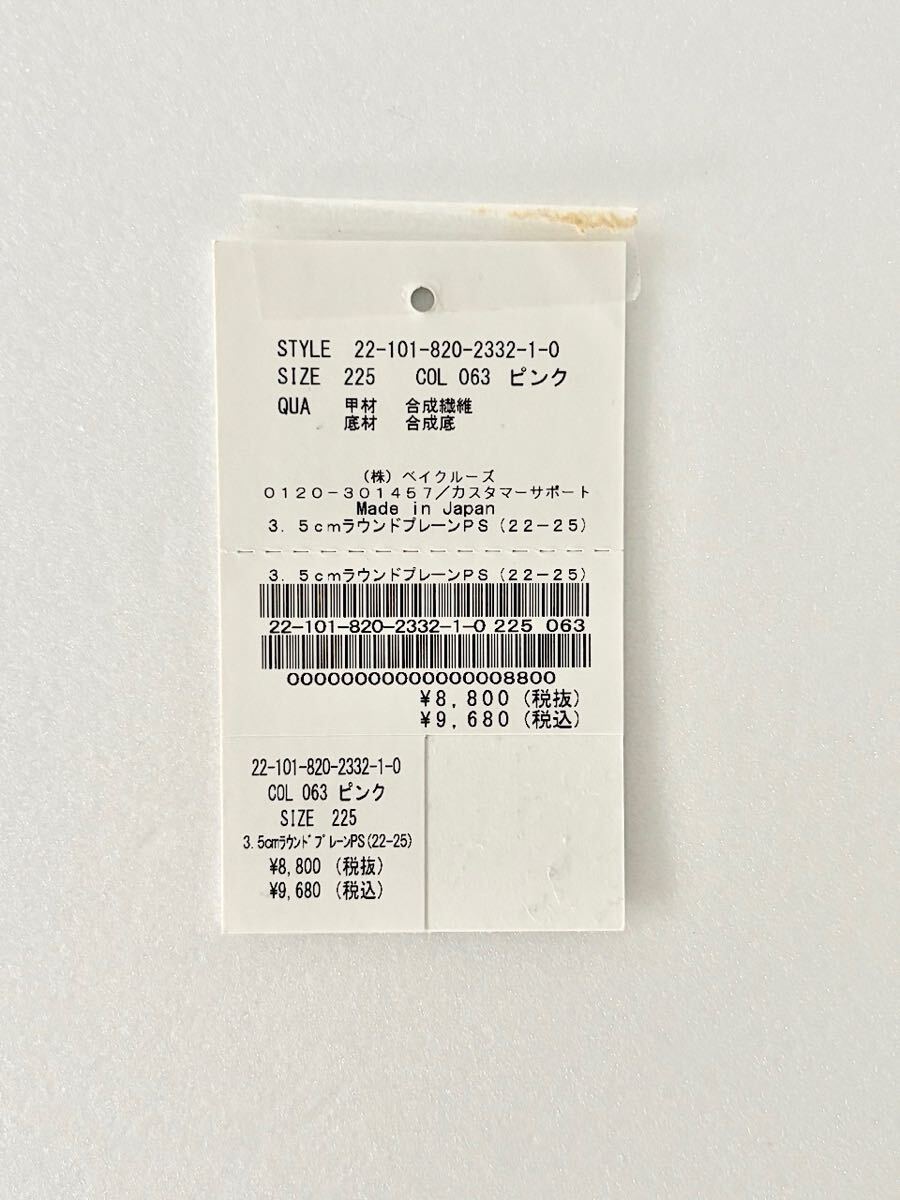 STYLE 22-101-820-2332-1-0
SIZE 225 COL 063 ピンク
QUA 甲材 合成繊維
底材 合成底
(株)ベイクルーズ
0120-301457/カスタマーサポート
Made in Japan
3.5cmラウンドプレーンPS(22-25)
3.5cmラウンドプレーンPS(22-25)
22-101-820-2332-1-0 225 063
00000000000000000008800
¥8,800(税抜)
¥9,680(税込)
22-101-820-2332-1-0
COL 063 ピンク
SIZE 225
3.5cmラウンドプレーンPS(22-25)
¥8,800 (税抜)
¥9,680 (税込)